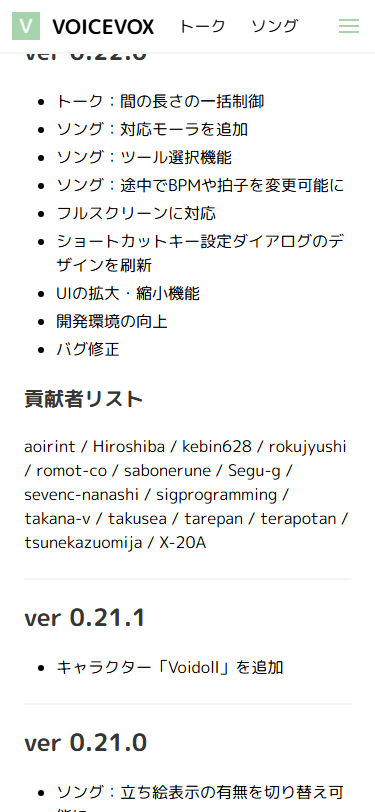 V VOICEVOX トーク ソング
ver 0.22.0
トーク：間の長さの一括制御
ソング：対応モーラを追加
ソング：ツール選択機能
ソング：途中でBPMや拍子を変更可能に
フルスクリーンに対応
ショートカットキー設定ダイアログのデ
ザインを刷新
UIの拡大・縮小機能
開発環境の向上
バグ修正
貢献者リスト
aoirint / Hiroshiba / kebin628 / rokujyushi
/ romot-co / sabonerune / Segu-g /
sevenc-nanashi / sigprogramming /
takana-v / takusea / tarepan / terapotan /
tsunekazuomija / X-20A
ver 0.21.1
キャラクター「Voidoll」を追加
ver 0.21.0
ソング：立ち絵表示の有無を切り替え可
能に